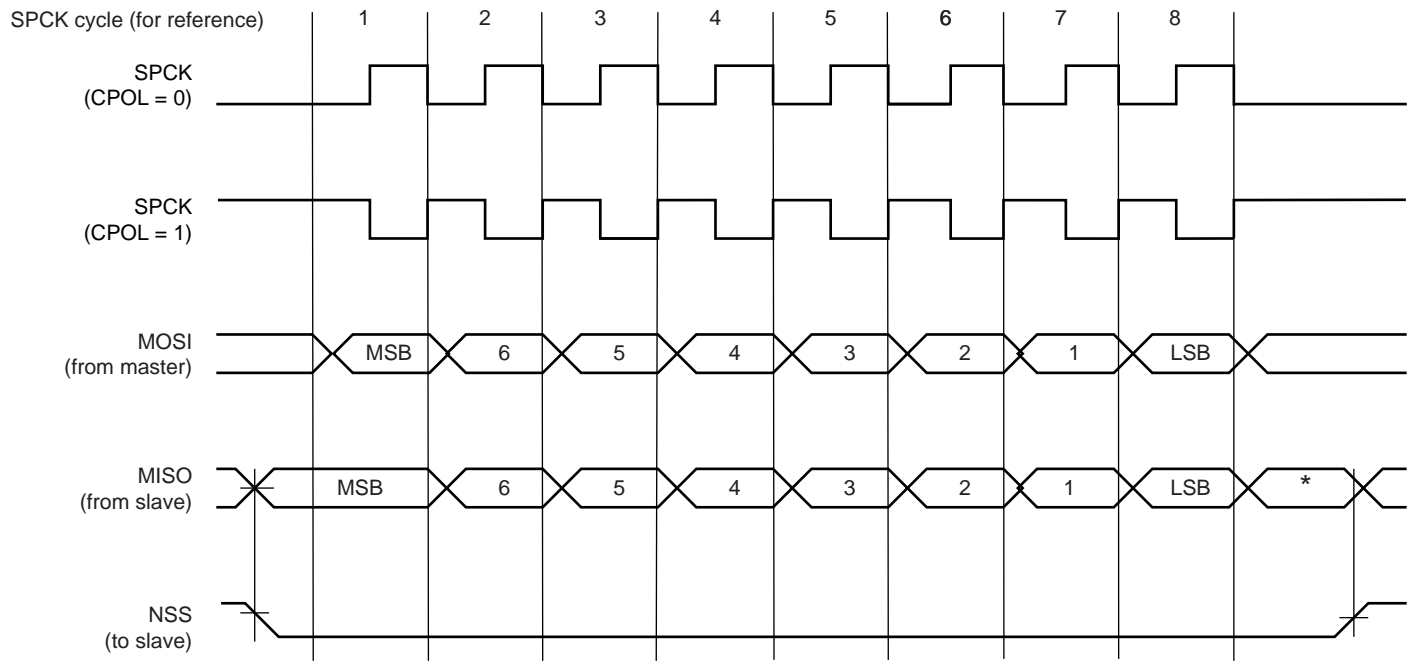 SPCK cycle (for reference) 1 2 3 4 5 6 7 8
SPCK
(CPOL = 0)
SPCK
(CPOL = 1)
MOSI
(from master)
MSB 6 5 4 3 2 1 LSB
MISO
(from slave)
MSB 6 5 4 3 2 1 LSB *
NSS
(to slave)